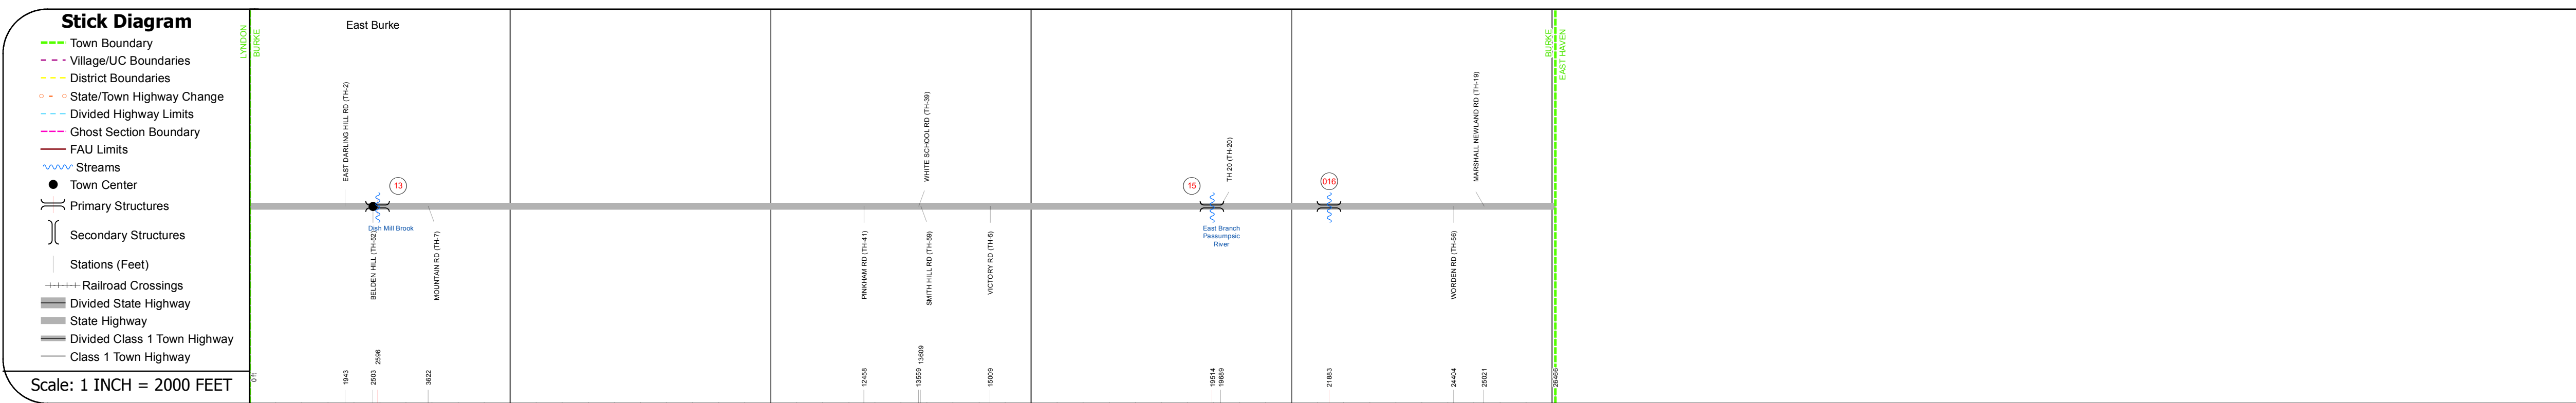 Stick Diagram
Town Boundary
Village/UC Boundaries
District Boundaries
State/Town Highway Change
Divided Highway Limits
Ghost Section Boundary
FAU Limits
Streams
Town Center
Primary Structures
Secondary Structures
Stations (Feet)
Railroad Crossings
Divided State Highway
State Highway
Divided Class 1 Town Highway
Class 1 Town Highway
Scale: 1 INCH = 2000 FEET
LYNDON
BURKE
East Burke
EAST DARLING HILL RD (TH-2)
13
Dish Mill Brook
BELDEN HILL (TH-52)
MOUNTAIN RD (TH-7)
WHITE SCHOOL RD (TH-39)
PINKHAM RD (TH-41)
SMITH HILL RD (TH-59)
VICTORY RD (TH-5)
15
TH 20 (TH-20)
East Branch
Passumpsic
River
016
MARSHALL NEWLAND RD (TH-19)
WORDEN RD (TH-56)
BURKE
EAST HAVEN
0 ft
1943
2503
2596
3622
12458
13559
13609
15009
19514
19689
21883
24404
25021
26466